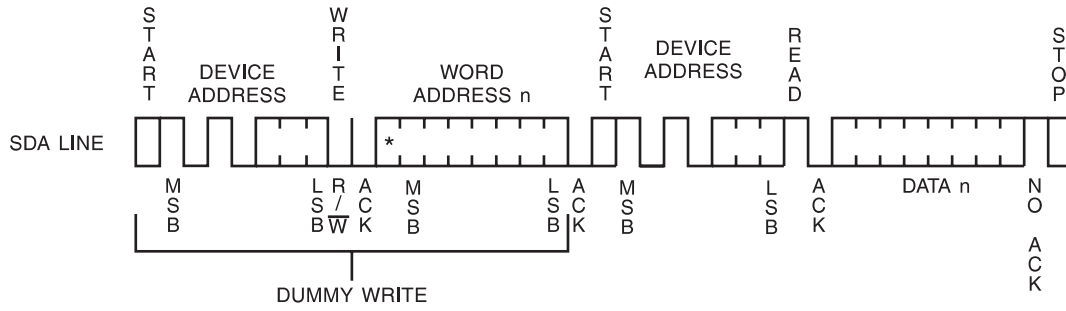 START
DEVICE
ADDRESS
WRITE
WORD
ADDRESS n
START
DEVICE
ADDRESS
READ
STOP
SDA LINE
*
MSB
LSB
R/W̅
ACK
MSB
LSB
ACK
MSB
LSB
ACK
DATA n
NO ACK
DUMMY WRITE